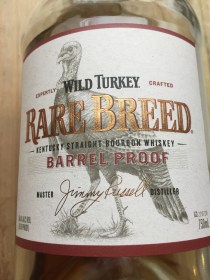 EXPERTLY CRAFTED
WILD TURKEY
RARE BREED
KENTUCKY STRAIGHT BOURBON WHISKEY
BARREL PROOF
MASTER Jimmy Russell DISTILLER
750ml